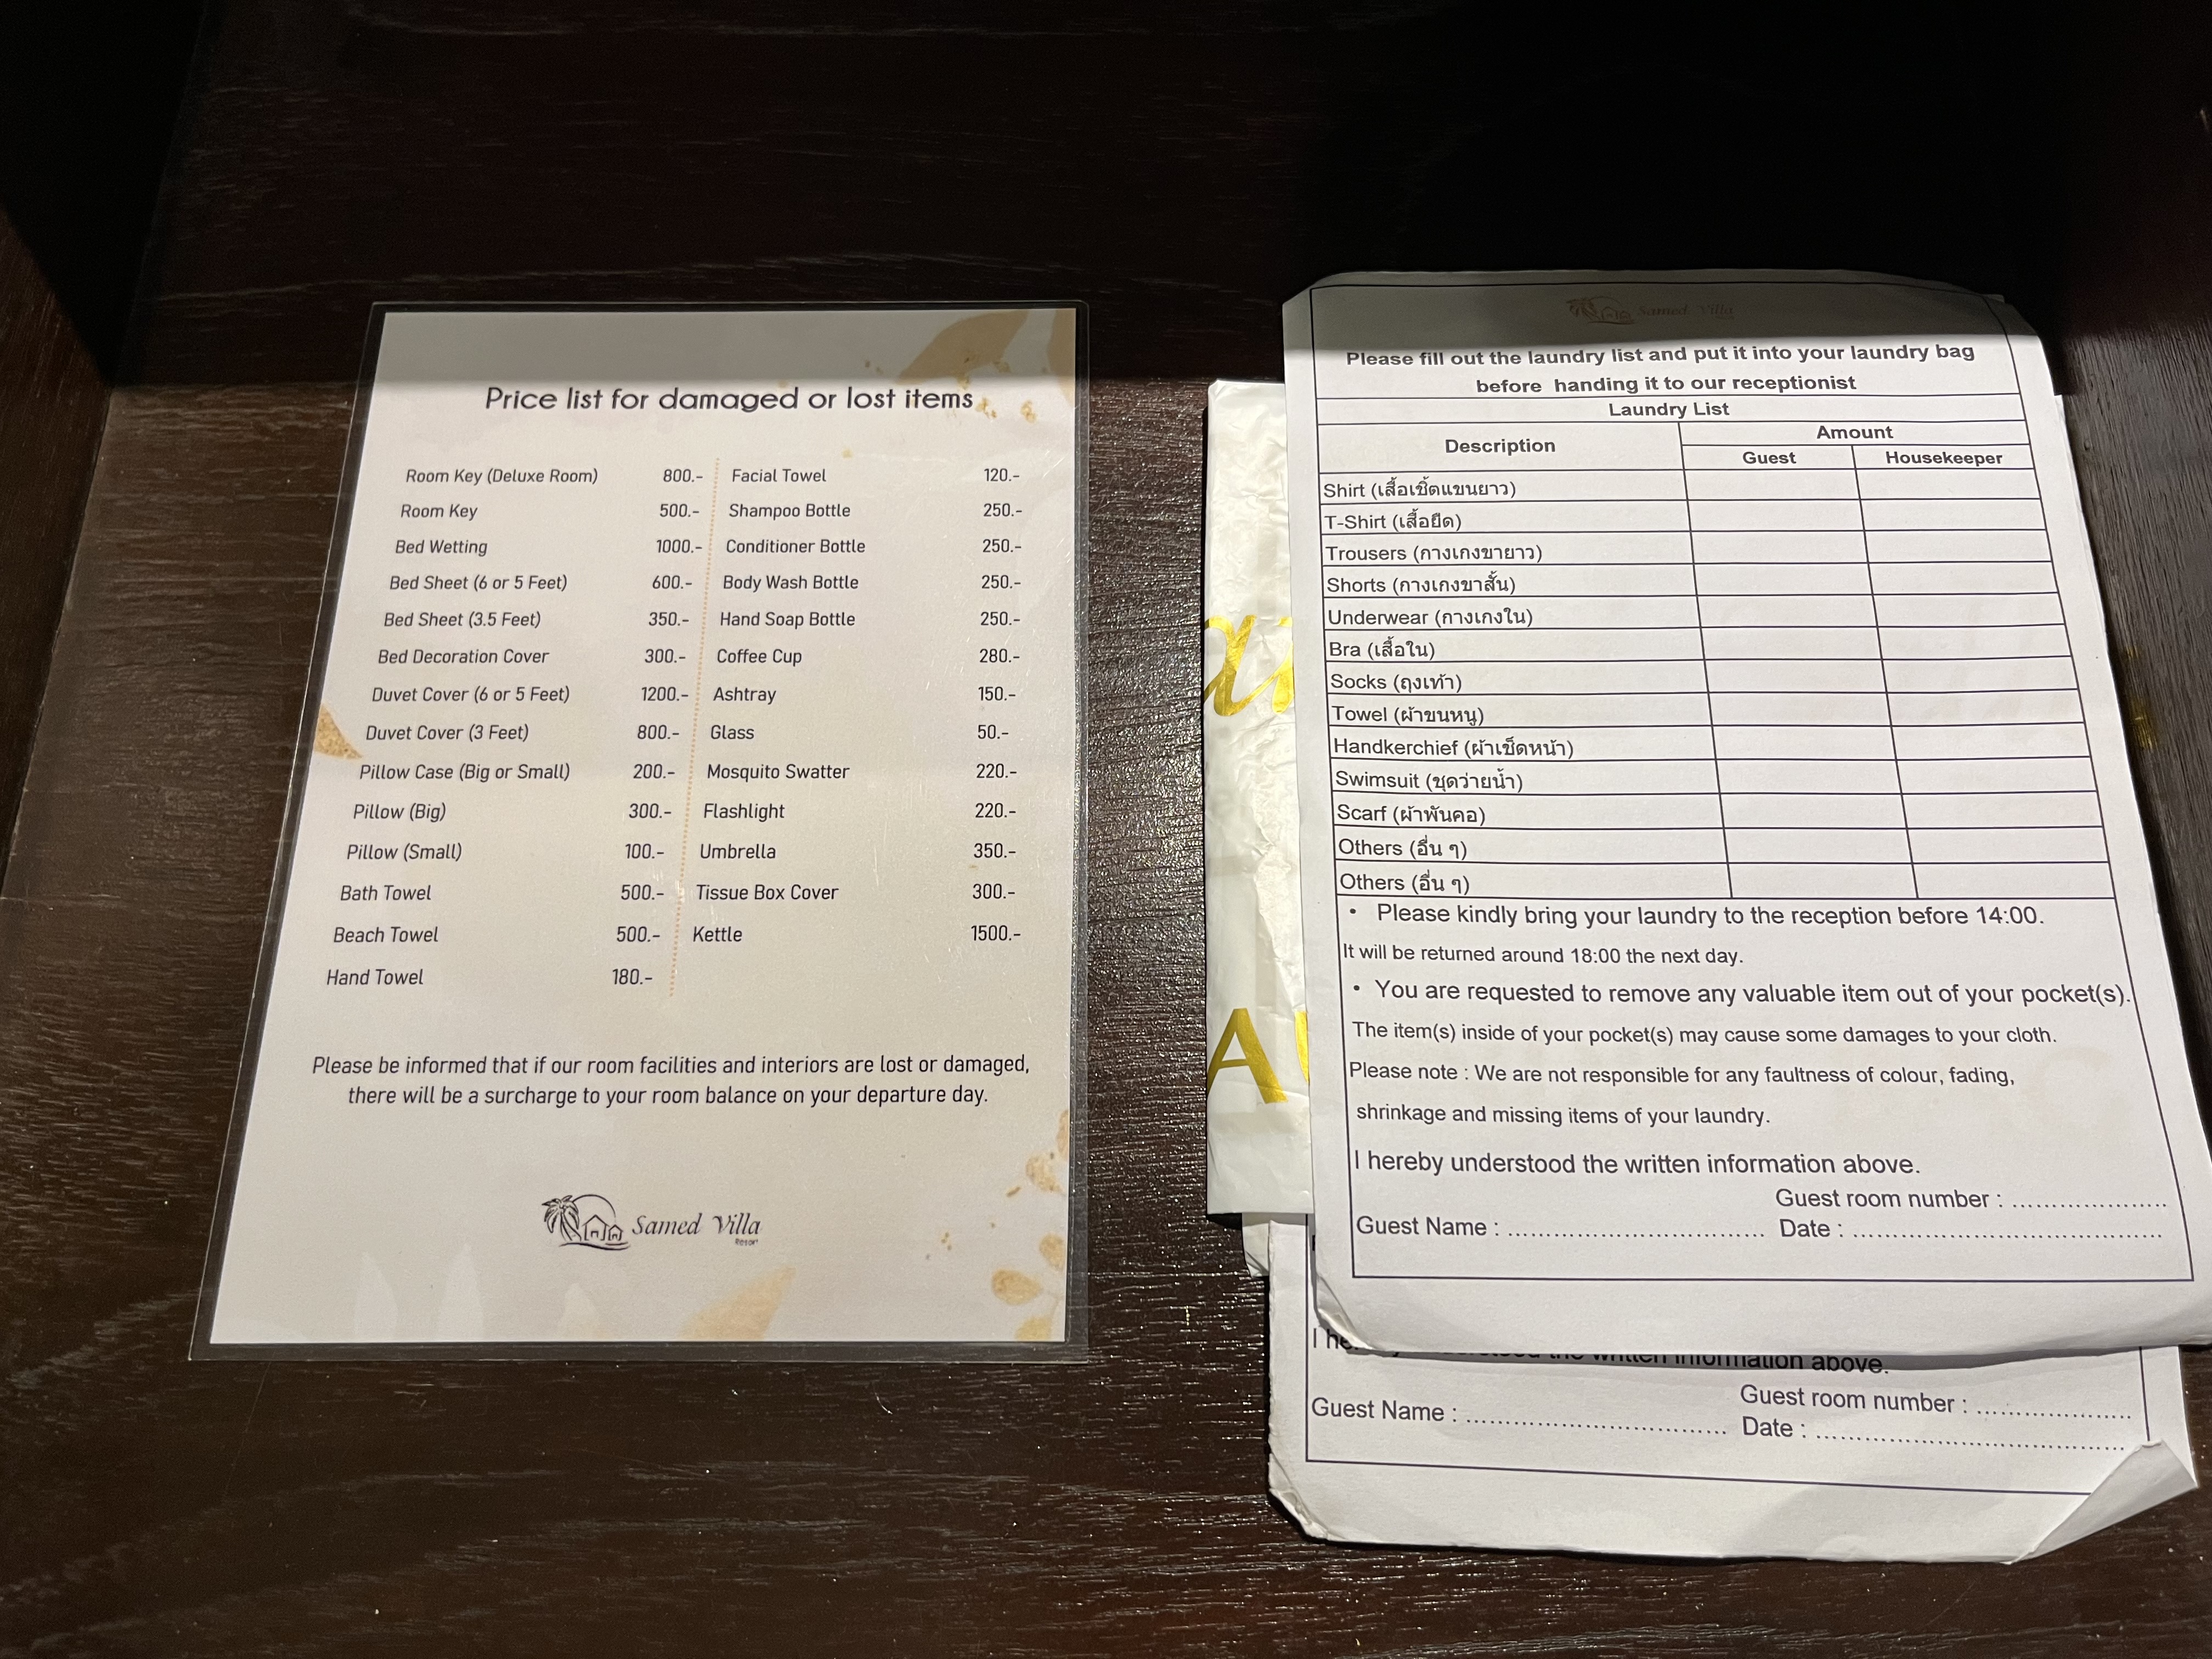 Price list for damaged or lost items
Room Key (Deluxe Room) 800.-
Room Key 500.-
Bed Wetting 1000.-
Bed Sheet (6 or 5 Feet) 600.-
Bed Sheet (3.5 Feet) 350.-
Bed Decoration Cover 300.-
Duvet Cover (6 or 5 Feet) 1200.-
Duvet Cover (3 Feet) 800.-
Pillow Case (Big or Small) 200.-
Pillow (Big) 300.-
Pillow (Small) 100.-
Bath Towel 500.-
Beach Towel 500.-
Hand Towel 180.-
Facial Towel 120.-
Shampoo Bottle 250.-
Conditioner Bottle 250.-
Body Wash Bottle 250.-
Hand Soap Bottle 250.-
Coffee Cup 280.-
Ashtray 150.-
Glass 50.-
Mosquito Swatter 220.-
Flashlight 220.-
Umbrella 350.-
Tissue Box Cover 300.-
Kettle 1500.-
Please be informed that if our room facilities and interiors are lost or damaged,
there will be a surcharge to your room balance on your departure day.
Samed Villa
Resort
Samed Villa
Please fill out the laundry list and put it into your laundry bag
before handing it to our receptionist
Laundry List
Description Amount
Guest Housekeeper
Shirt (เสื้อเชิ้ตแขนยาว)
T-Shirt (เสื้อยืด)
Trousers (กางเกงขายาว)
Shorts (กางเกงขาสั้น)
Underwear (กางเกงใน)
Bra (เสื้อใน)
Socks (ถุงเท้า)
Towel (ผ้าขนหนู)
Handkerchief (ผ้าเช็ดหน้า)
Swimsuit (ชุดว่ายน้ำ)
Scarf (ผ้าพันคอ)
Others (อื่น ๆ)
Others (อื่น ๆ)
• Please kindly bring your laundry to the reception before 14:00.
It will be returned around 18:00 the next day.
• You are requested to remove any valuable item out of your pocket(s).
The item(s) inside of your pocket(s) may cause some damages to your cloth.
Please note : We are not responsible for any faultness of colour, fading,
shrinkage and missing items of your laundry.
I hereby understood the written information above.
Guest room number : .....................
Guest Name : ................................... Date : ..........................................
written information above.
Guest room number : .....................
Guest Name : ................................... Date : ..........................................